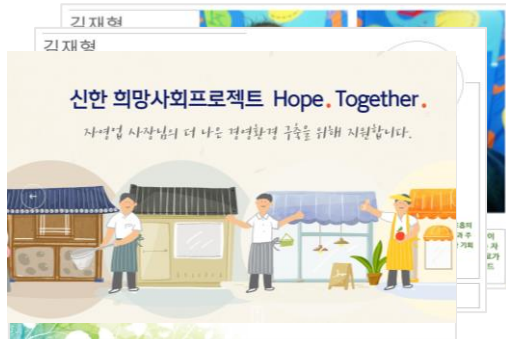 김재형
김재형
신한 희망사회프로젝트 Hope. Together.
자영업 사장님의 더 나은 경영환경 구축을 위해 지원합니다.